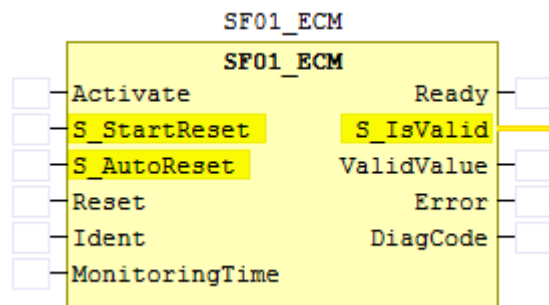 SF01_ECM
SF01_ECM
Activate Ready
S_StartReset S_IsValid
S_AutoReset ValidValue
Reset Error
Ident DiagCode
MonitoringTime